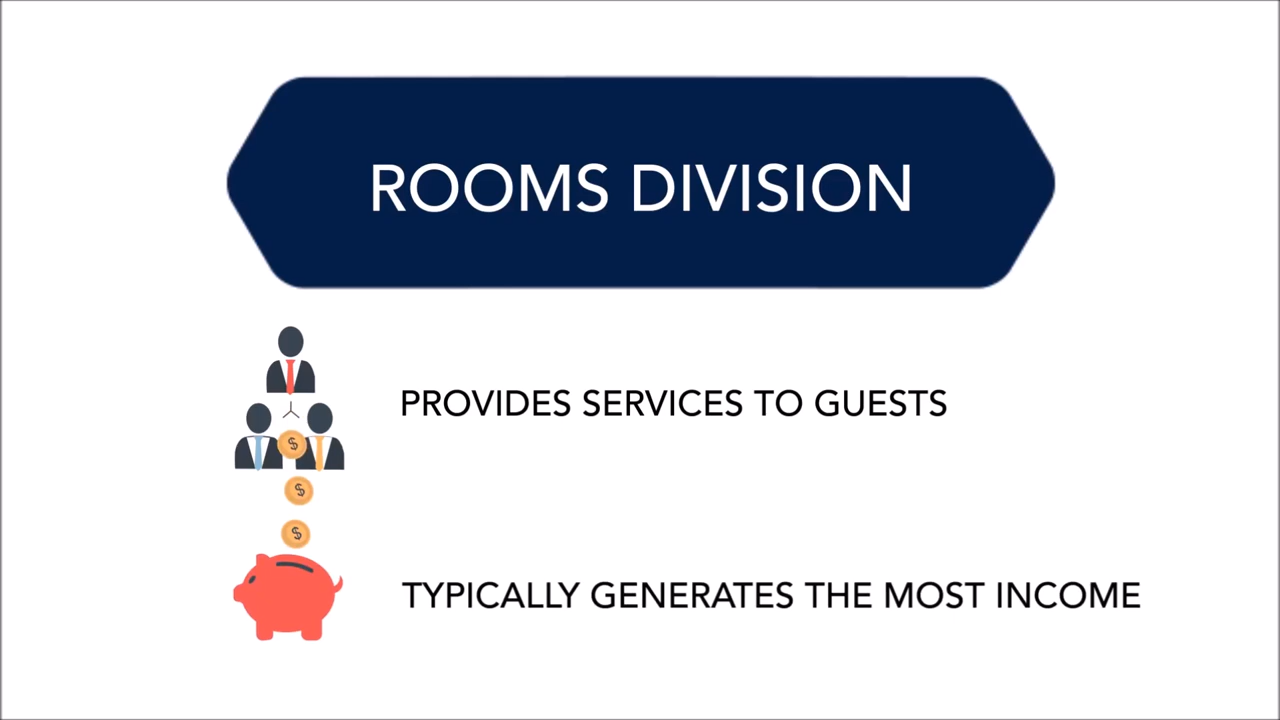 ROOMS DIVISION
PROVIDES SERVICES TO GUESTS
$
$
$
TYPICALLY GENERATES THE MOST INCOME